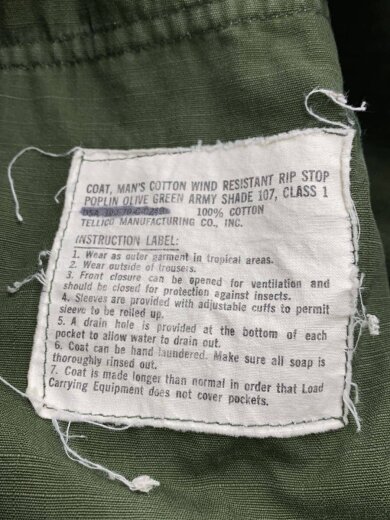 COAT, MAN'S COTTON WIND RESISTANT RIP STOP
POPLIN OLIVE GREEN ARMY SHADE 107, CLASS 1
100% COTTON
TELLICO MANUFACTURING CO., INC.
INSTRUCTION LABEL:
1. Wear as outer garment in tropical areas.
2. Wear outside of trousers.
3. Front closure can be opened for ventilation and
should be closed for protection against insects.
4. Sleeves are provided with adjustable cuffs to permit
sleeve to be rolled up.
5. A drain hole is provided at the bottom of each
pocket to allow water to drain out.
6. Coat can be hand laundered. Make sure all soap is
thoroughly rinsed out.
7. Coat is made longer than normal in order that Load
Carrying Equipment does not cover pockets.